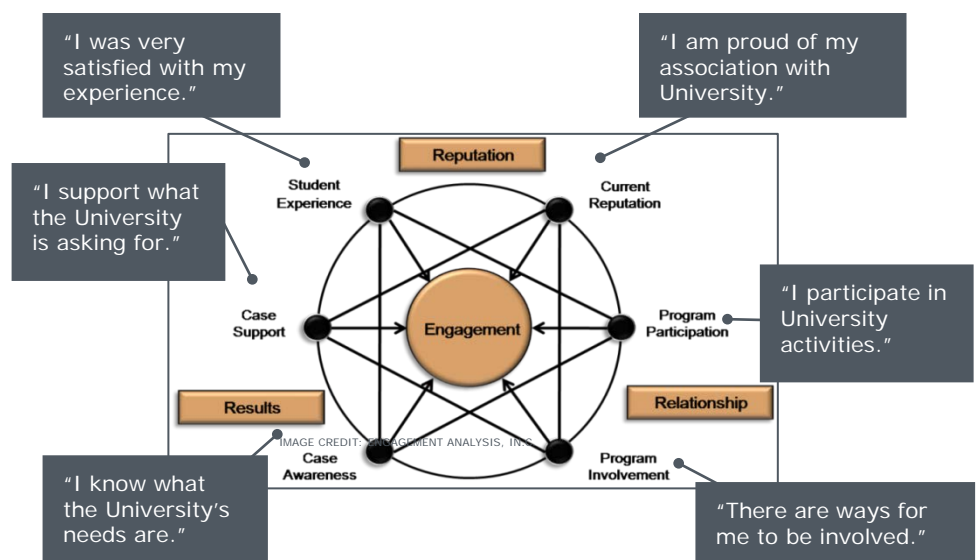 "I was very
satisfied with my
experience."
"I am proud of my
association with
University."
Reputation
Student
Experience
Current
Reputation
"I support what
the University
is asking for."
Case
Support
Engagement
Program
Participation
"I participate in
University
activities."
Results
Relationship
IMAGE CREDIT: ENGAGEMENT ANALYSIS, IN.C
Case
Awareness
Program
Involvement
"I know what
the University's
needs are."
"There are ways for
me to be involved."